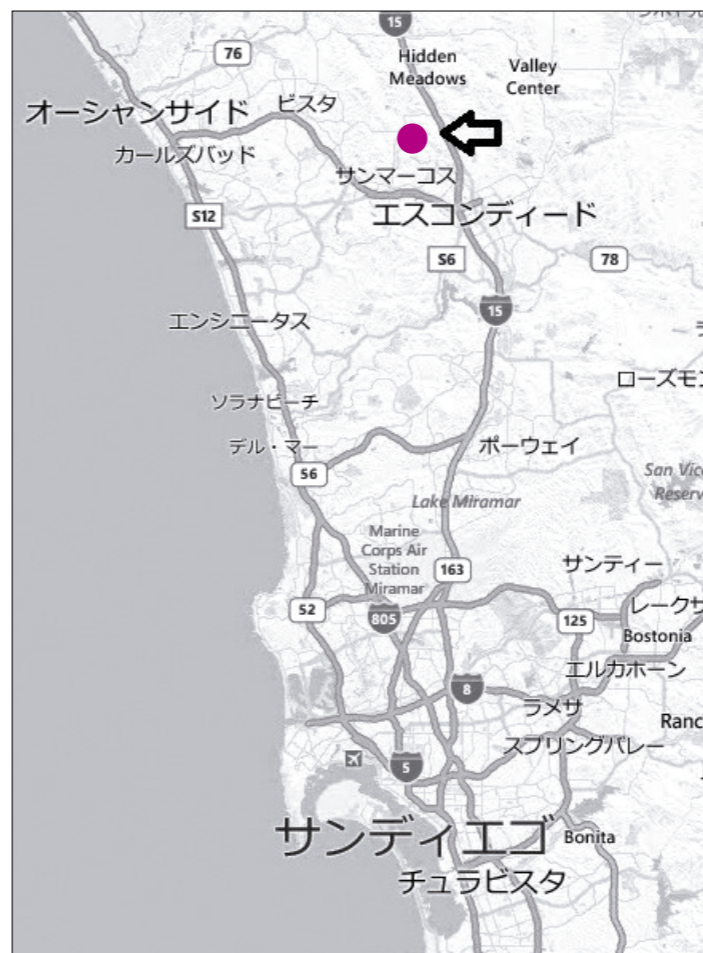 15
76
Hidden
Meadows
Valley
Center
オーシャンサイド
ビスタ
カールズバッド
サンマーコス
エスコンディード
S12
S6
78
15
エンシニータス
ローズモン
ソラナビーチ
デル・マー
ポーウェイ
56
San Vice
Reserv
Lake Miramar
Marine
Corps Air
Station
Miramar
163
サンティー
52
805
125
レークサ
Bostonia
エルカホーン
8
ラメサ
Ranc
スプリングバレー
5
サンディエゴ
Bonita
チュラビスタ